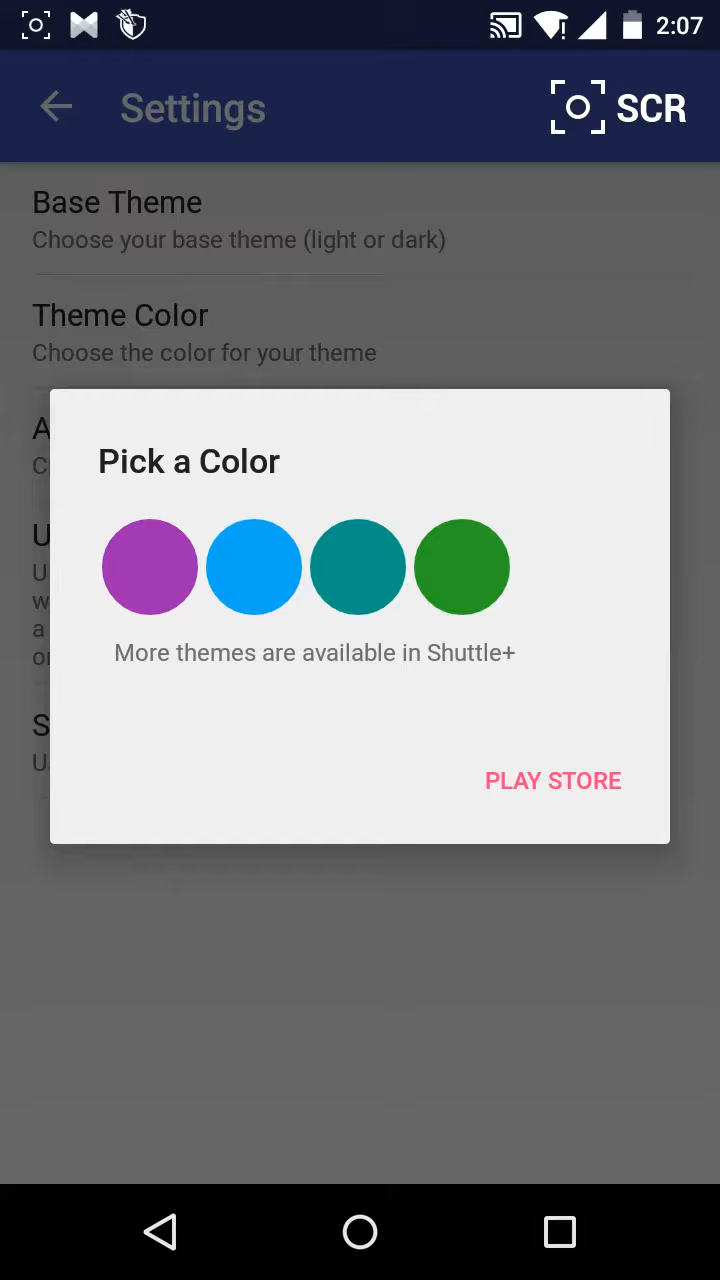 2:07
Settings
SCR
Base Theme
Choose your base theme (light or dark)
Theme Color
Choose the color for your theme
Pick a Color
More themes are available in Shuttle+
PLAY STORE